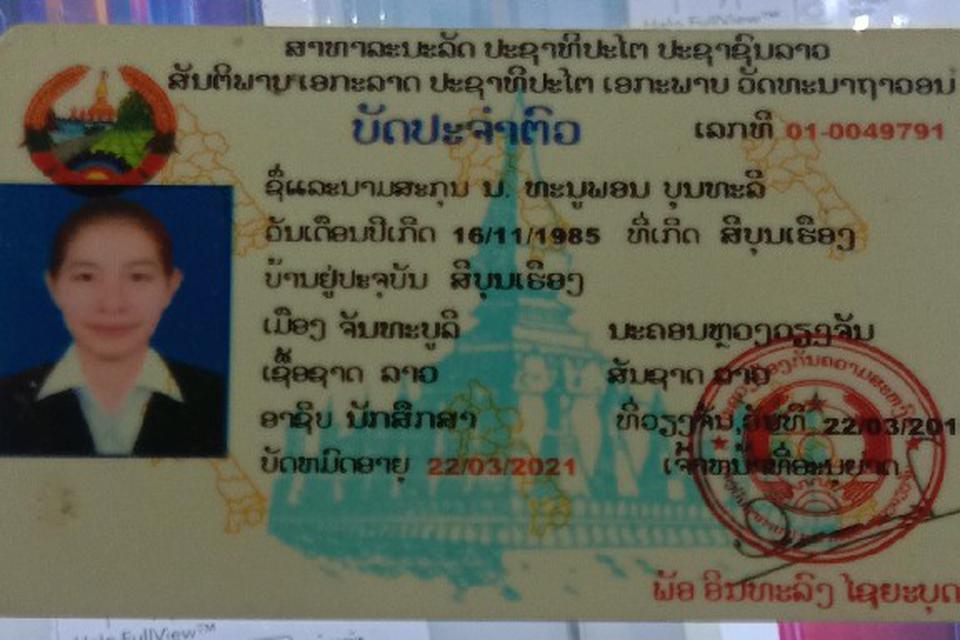 Help FullView
ສາທາລະນະລັດ ປະຊາທິປະໄຕ ປະຊາຊົນລາວ
ສັນຕິພາບ ເອກະລາດ ປະຊາທິປະໄຕ ເອກະພາບ ວັດທະນາຖາວອນ
ບັດປະຈຳຕົວ
ເລກທີ 01-0049791
ຊື່ແລະນາມສະກຸນ ນ. ທະນູພອນ ບຸນທະລີ
ວັນເດືອນປີເກີດ 16/11/1985 ທີ່ເກີດ ສີບຸນເຮືອງ
ບ້ານຢູ່ປະຈຸບັນ ສີບຸນເຮືອງ
ເມືອງ ຈັນທະບູລີ ນະຄອນຫຼວງວຽງຈັນ
ເຊື້ອຊາດ ລາວ ສັນຊາດ ລາວ
ອາຊີບ ນັກສຶກສາ ທີ່ວຽງຈັນ,ວັນທີ 22/03/201
ບັດຫມົດອາຍຸ 22/03/2021 ເຈົ້າຫນ້າທີ່ອະນຸຍາດ
ພັອ ອິນທະລົງ ໄຊຍະບຸດ
Help FullView™